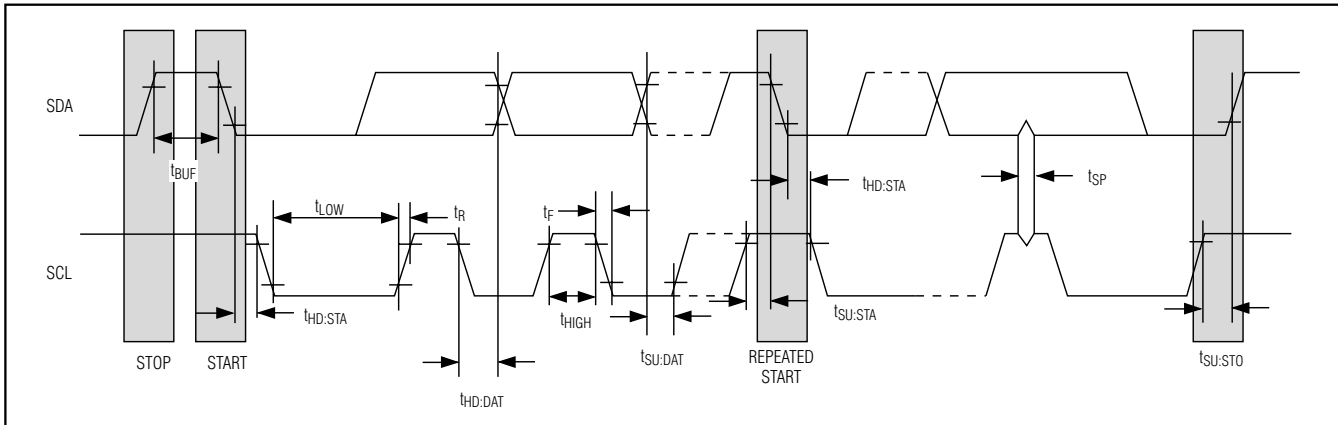 SDA
tBUF
tLOW
tR
tF
tHD:STA
tSP
SCL
tHD:STA
tHIGH
tSU:STA
tSU:DAT
tSU:STO
STOP
START
REPEATED
START
tHD:DAT